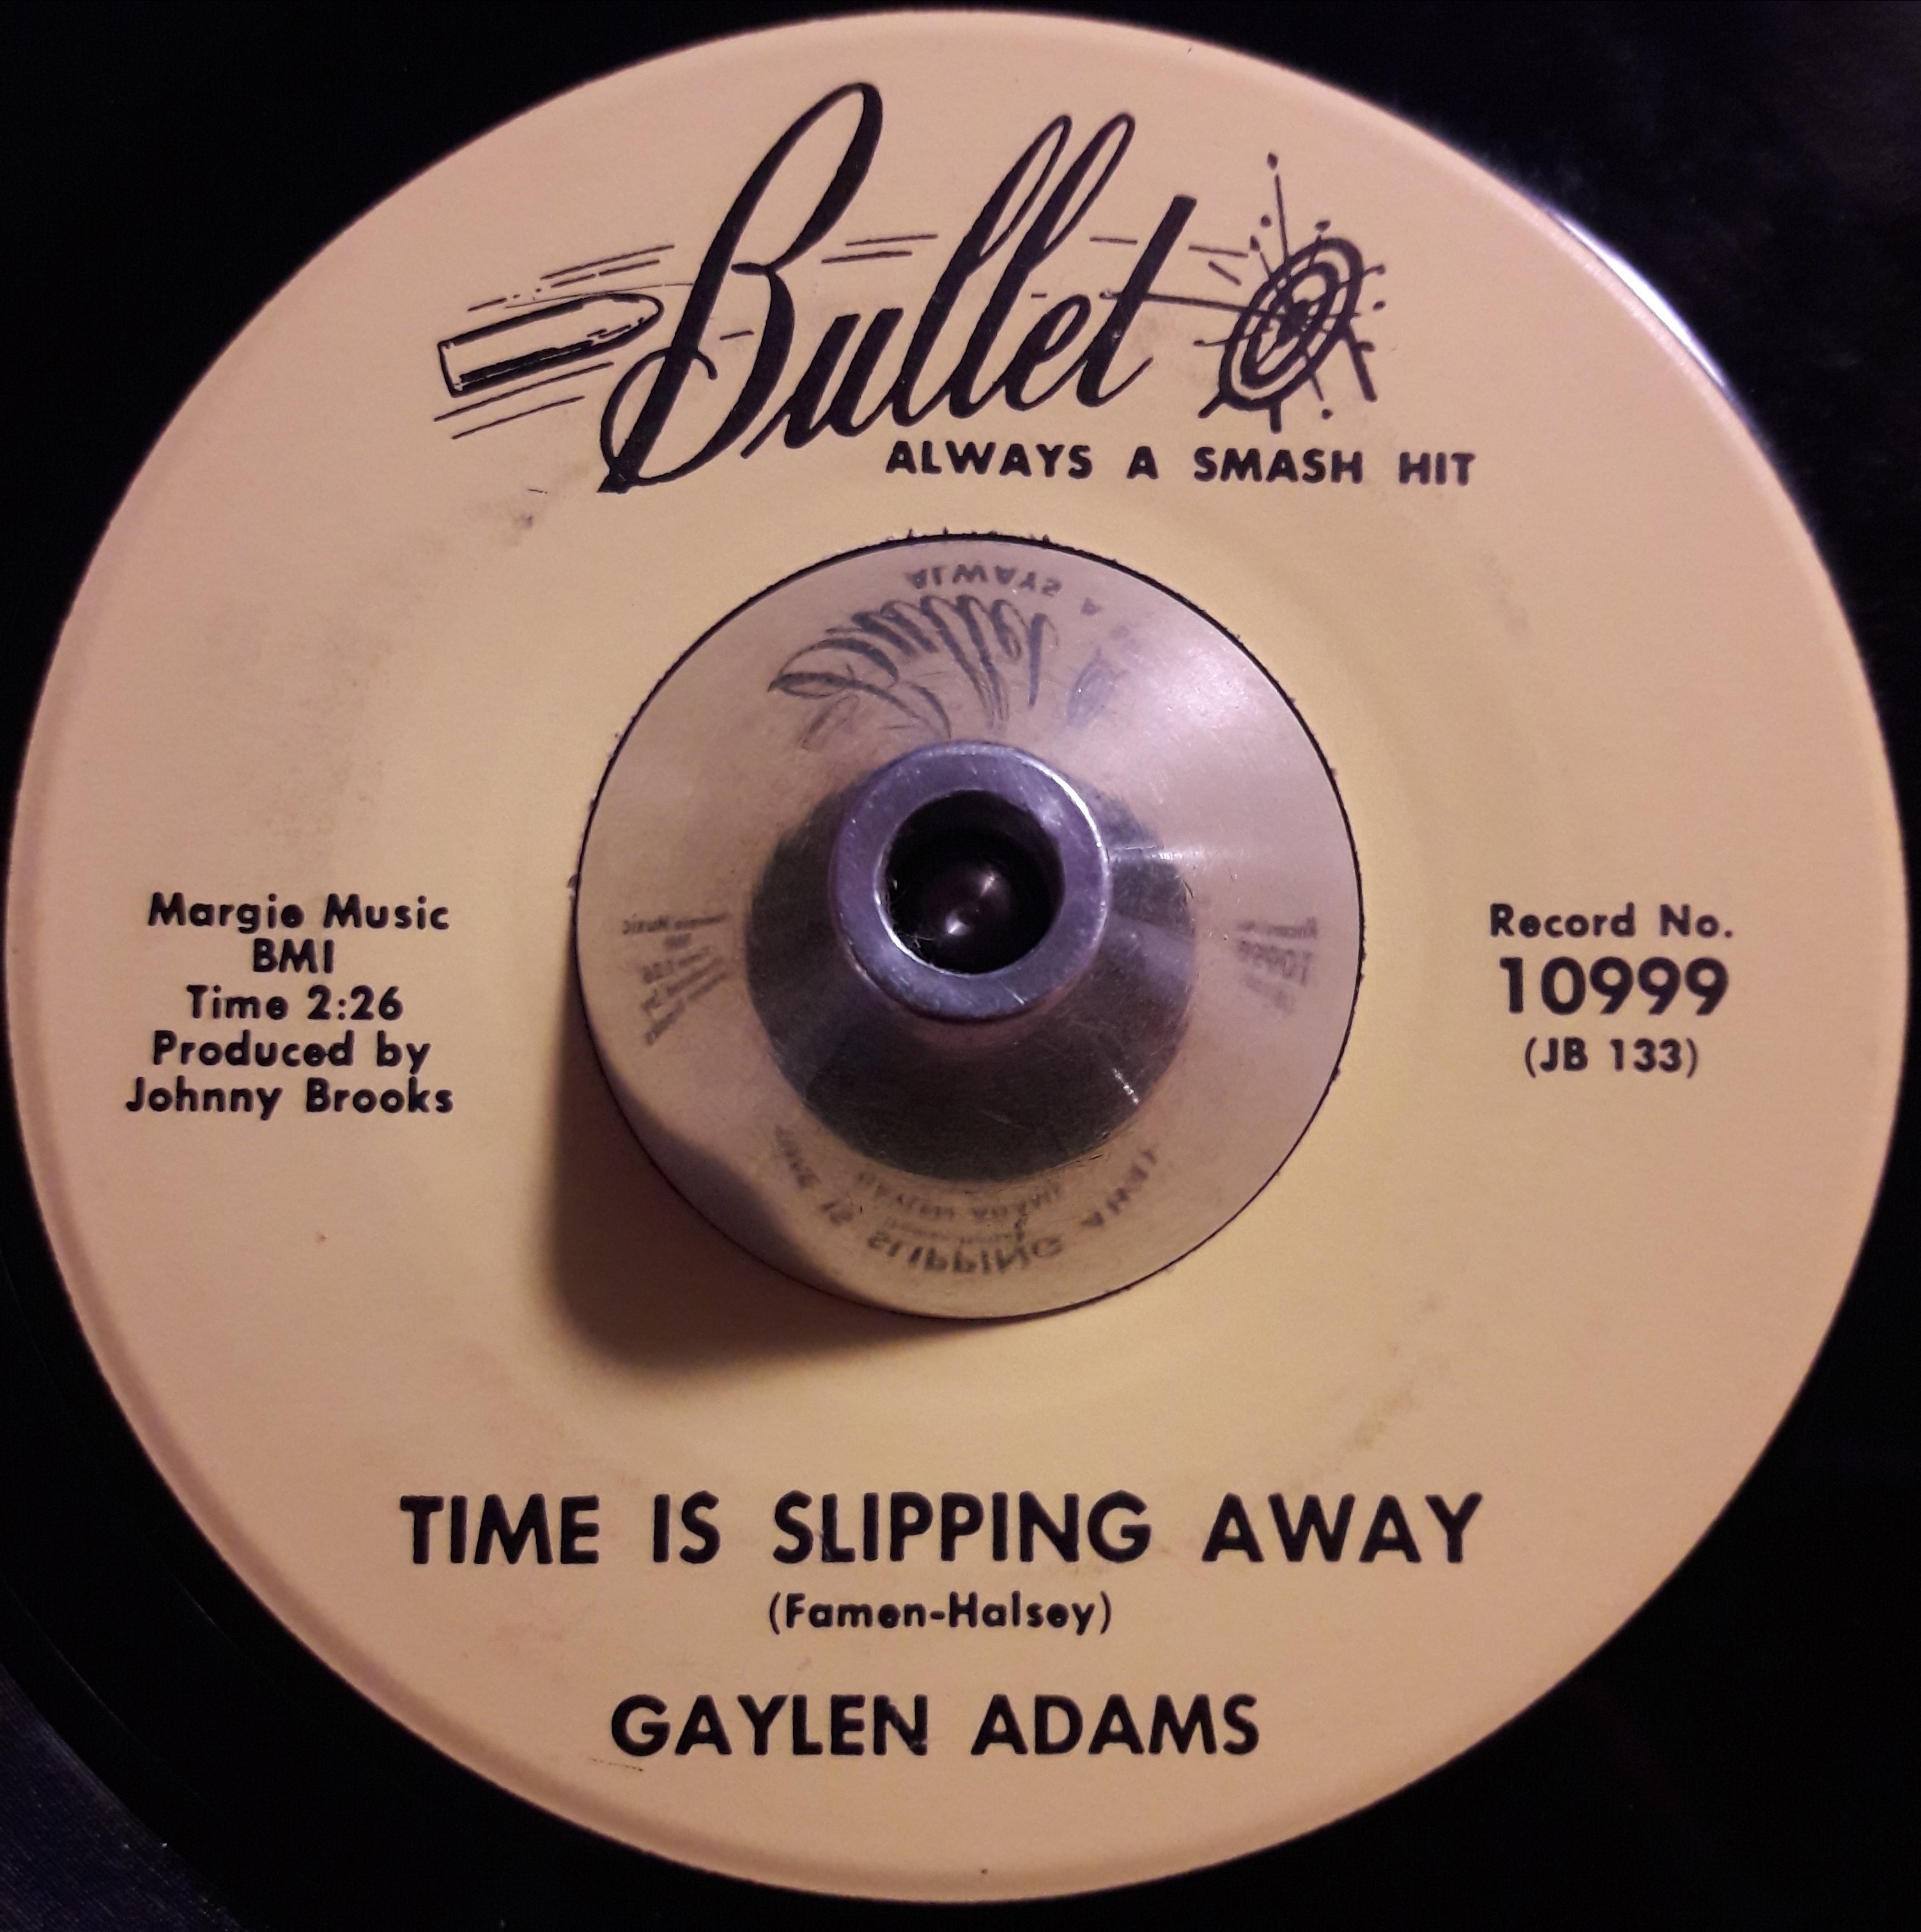 Bullet
ALWAYS A SMASH HIT
Margie Music
BMI
Time 2:26
Produced by
Johnny Brooks
Record No.
10999
(JB 133)
TIME IS SLIPPING AWAY
(Famen-Halsey)
GAYLEN ADAMS